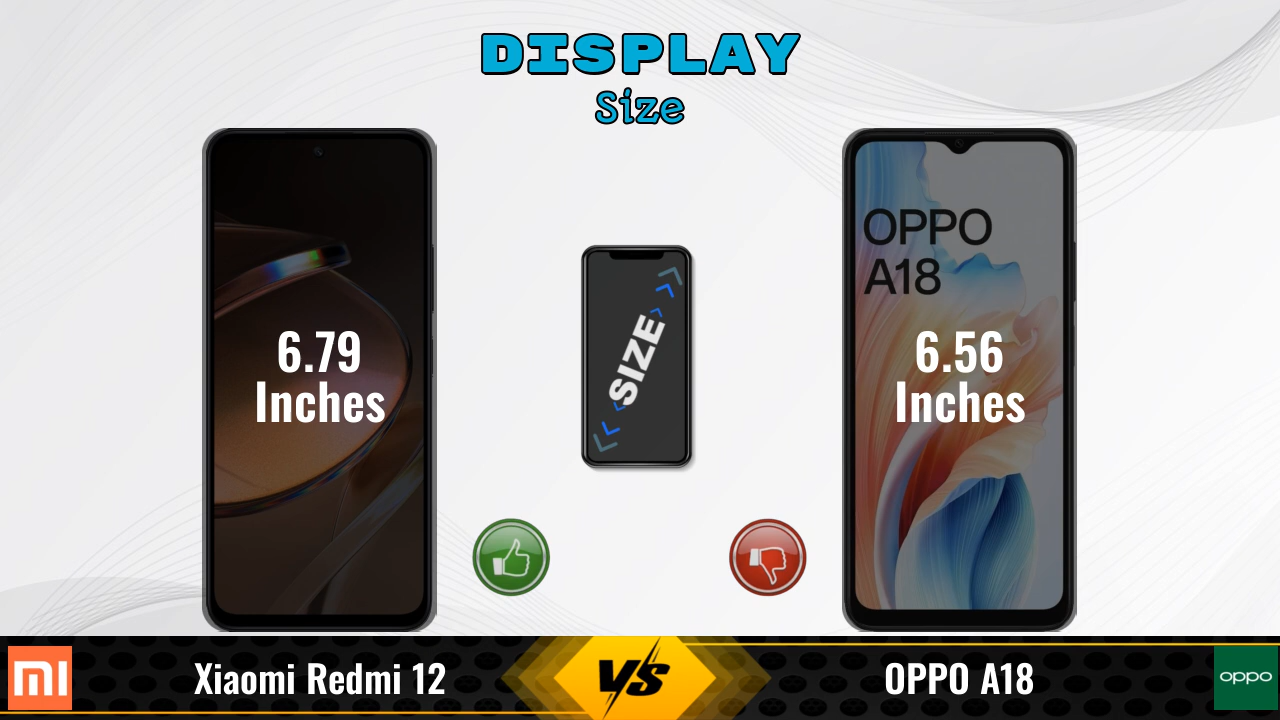 DISPLAY
Size
6.79
Inches
SIZE
OPPO
A18
6.56
Inches
Xiaomi Redmi 12
VS
OPPO A18
oppo